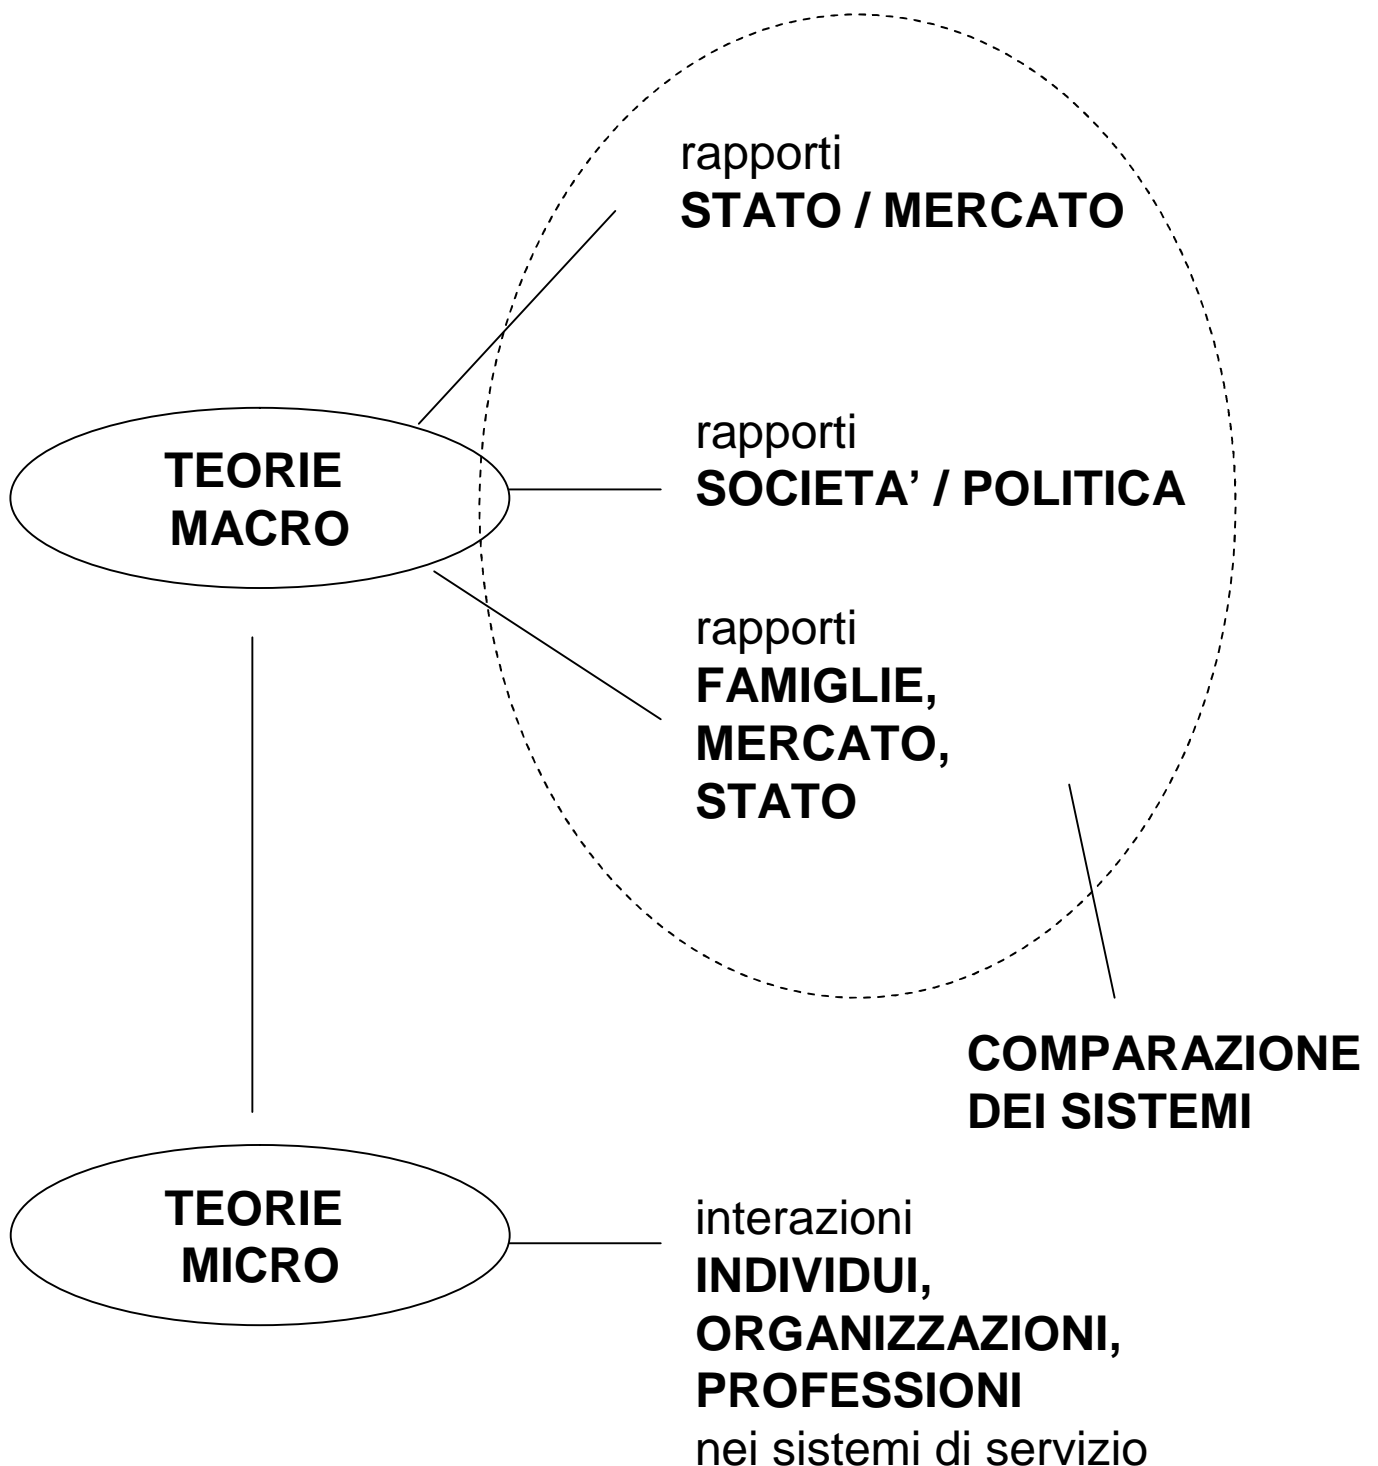 rapporti
STATO / MERCATO
TEORIE
MACRO
rapporti
SOCIETA’ / POLITICA
rapporti
FAMIGLIE,
MERCATO,
STATO
COMPARAZIONE
DEI SISTEMI
TEORIE
MICRO
interazioni
INDIVIDUI,
ORGANIZZAZIONI,
PROFESSIONI
nei sistemi di servizio